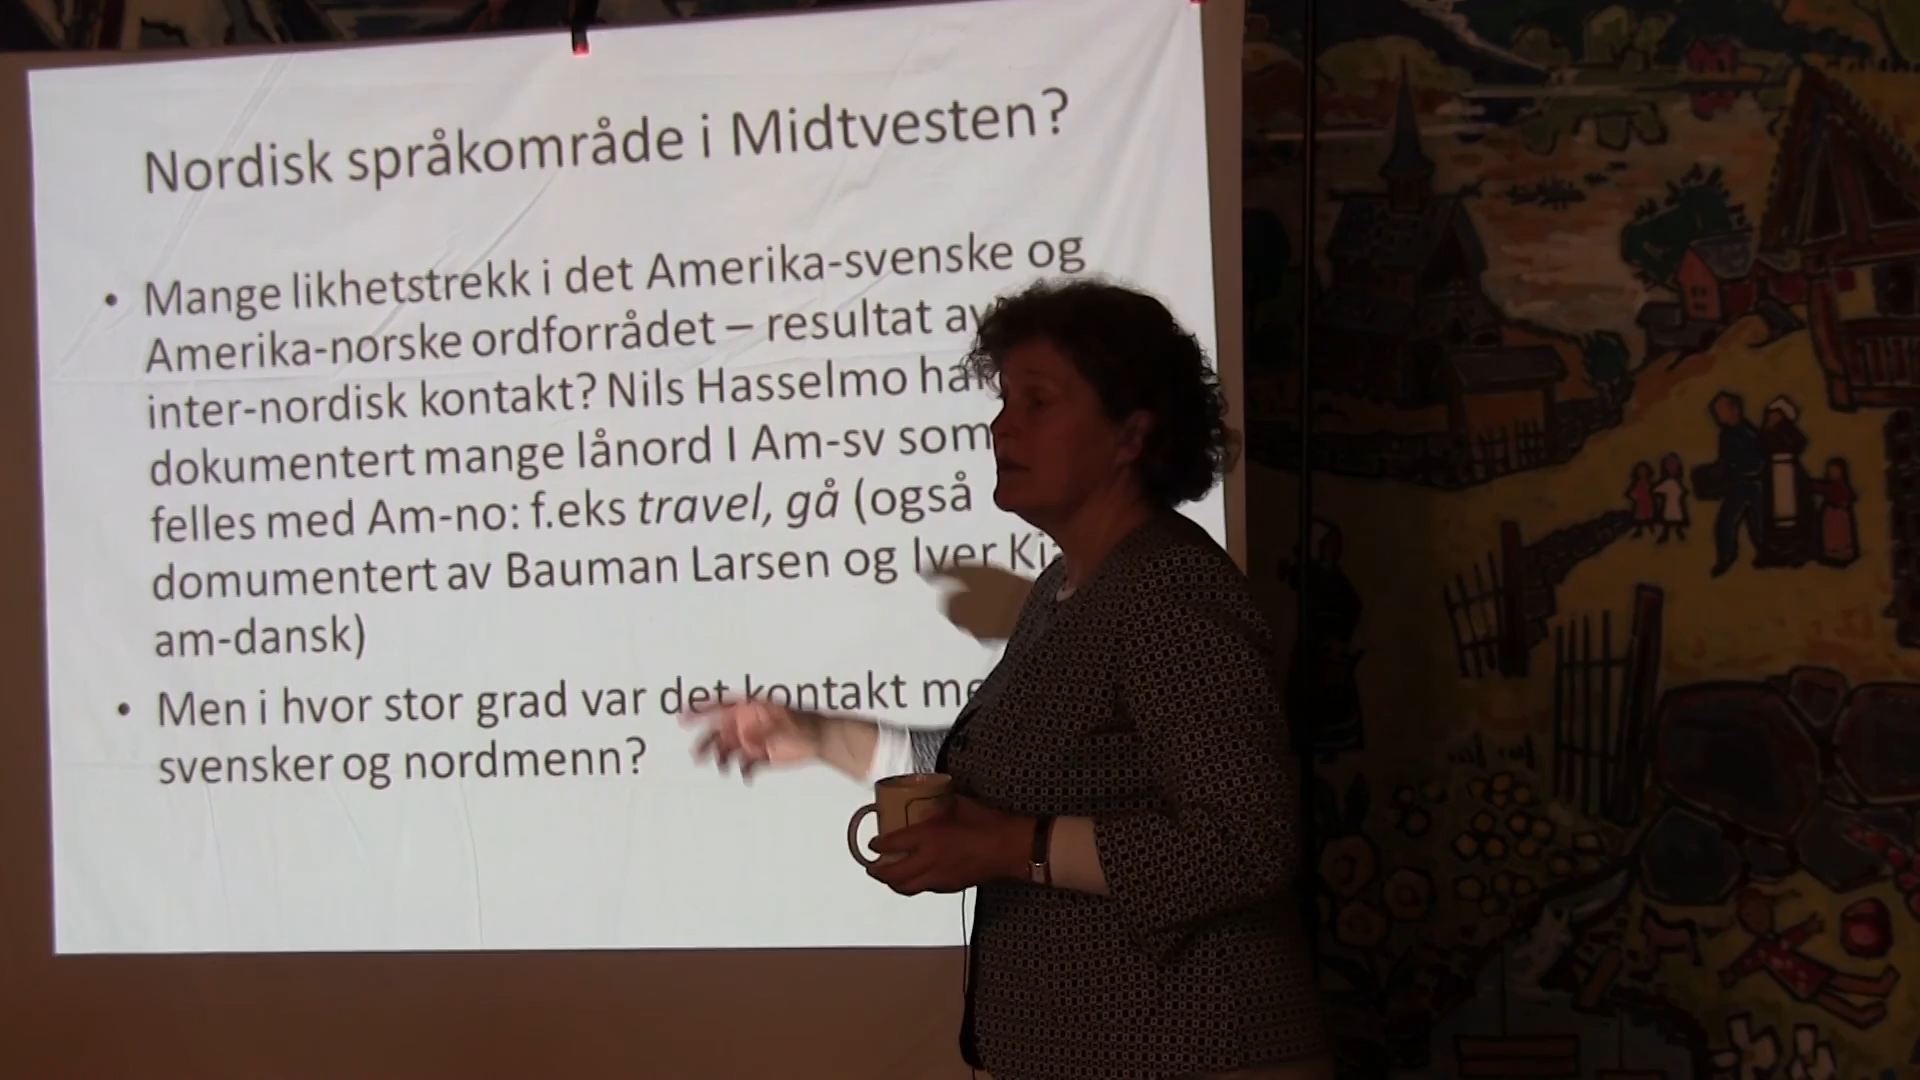 Nordisk språkområde i Midtvesten?
• Mange likhetstrekk i det Amerika-svenske og
Amerika-norske ordforrådet – resultat av
inter-nordisk kontakt? Nils Hasselmo har
dokumentert mange lånord I Am-sv som
felles med Am-no: f.eks travel, gå (også
domumentert av Bauman Larsen og Iver
am-dansk)
• Men i hvor stor grad var det kontakt
svensker og nordmenn?